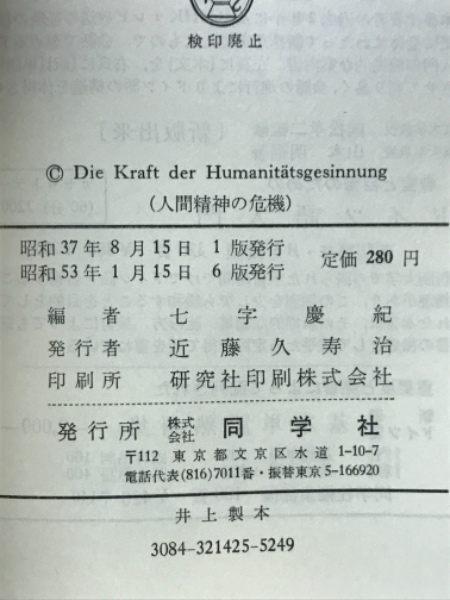 検印廃止
© Die Kraft der Humanitätsgesinnung
(人間精神の危機)
昭和37年8月15日 1版発行
昭和53年1月15日 6版発行
定価 280 円
編者 七字慶紀
発行者 近藤久寿治
印刷所 研究社印刷株式会社
発行所 株式会社 同学社
〒112 東京都文京区水道 1-10-7
電話代表(816)7011番・振替東京5-166920
井上製本
3084-321425-5249